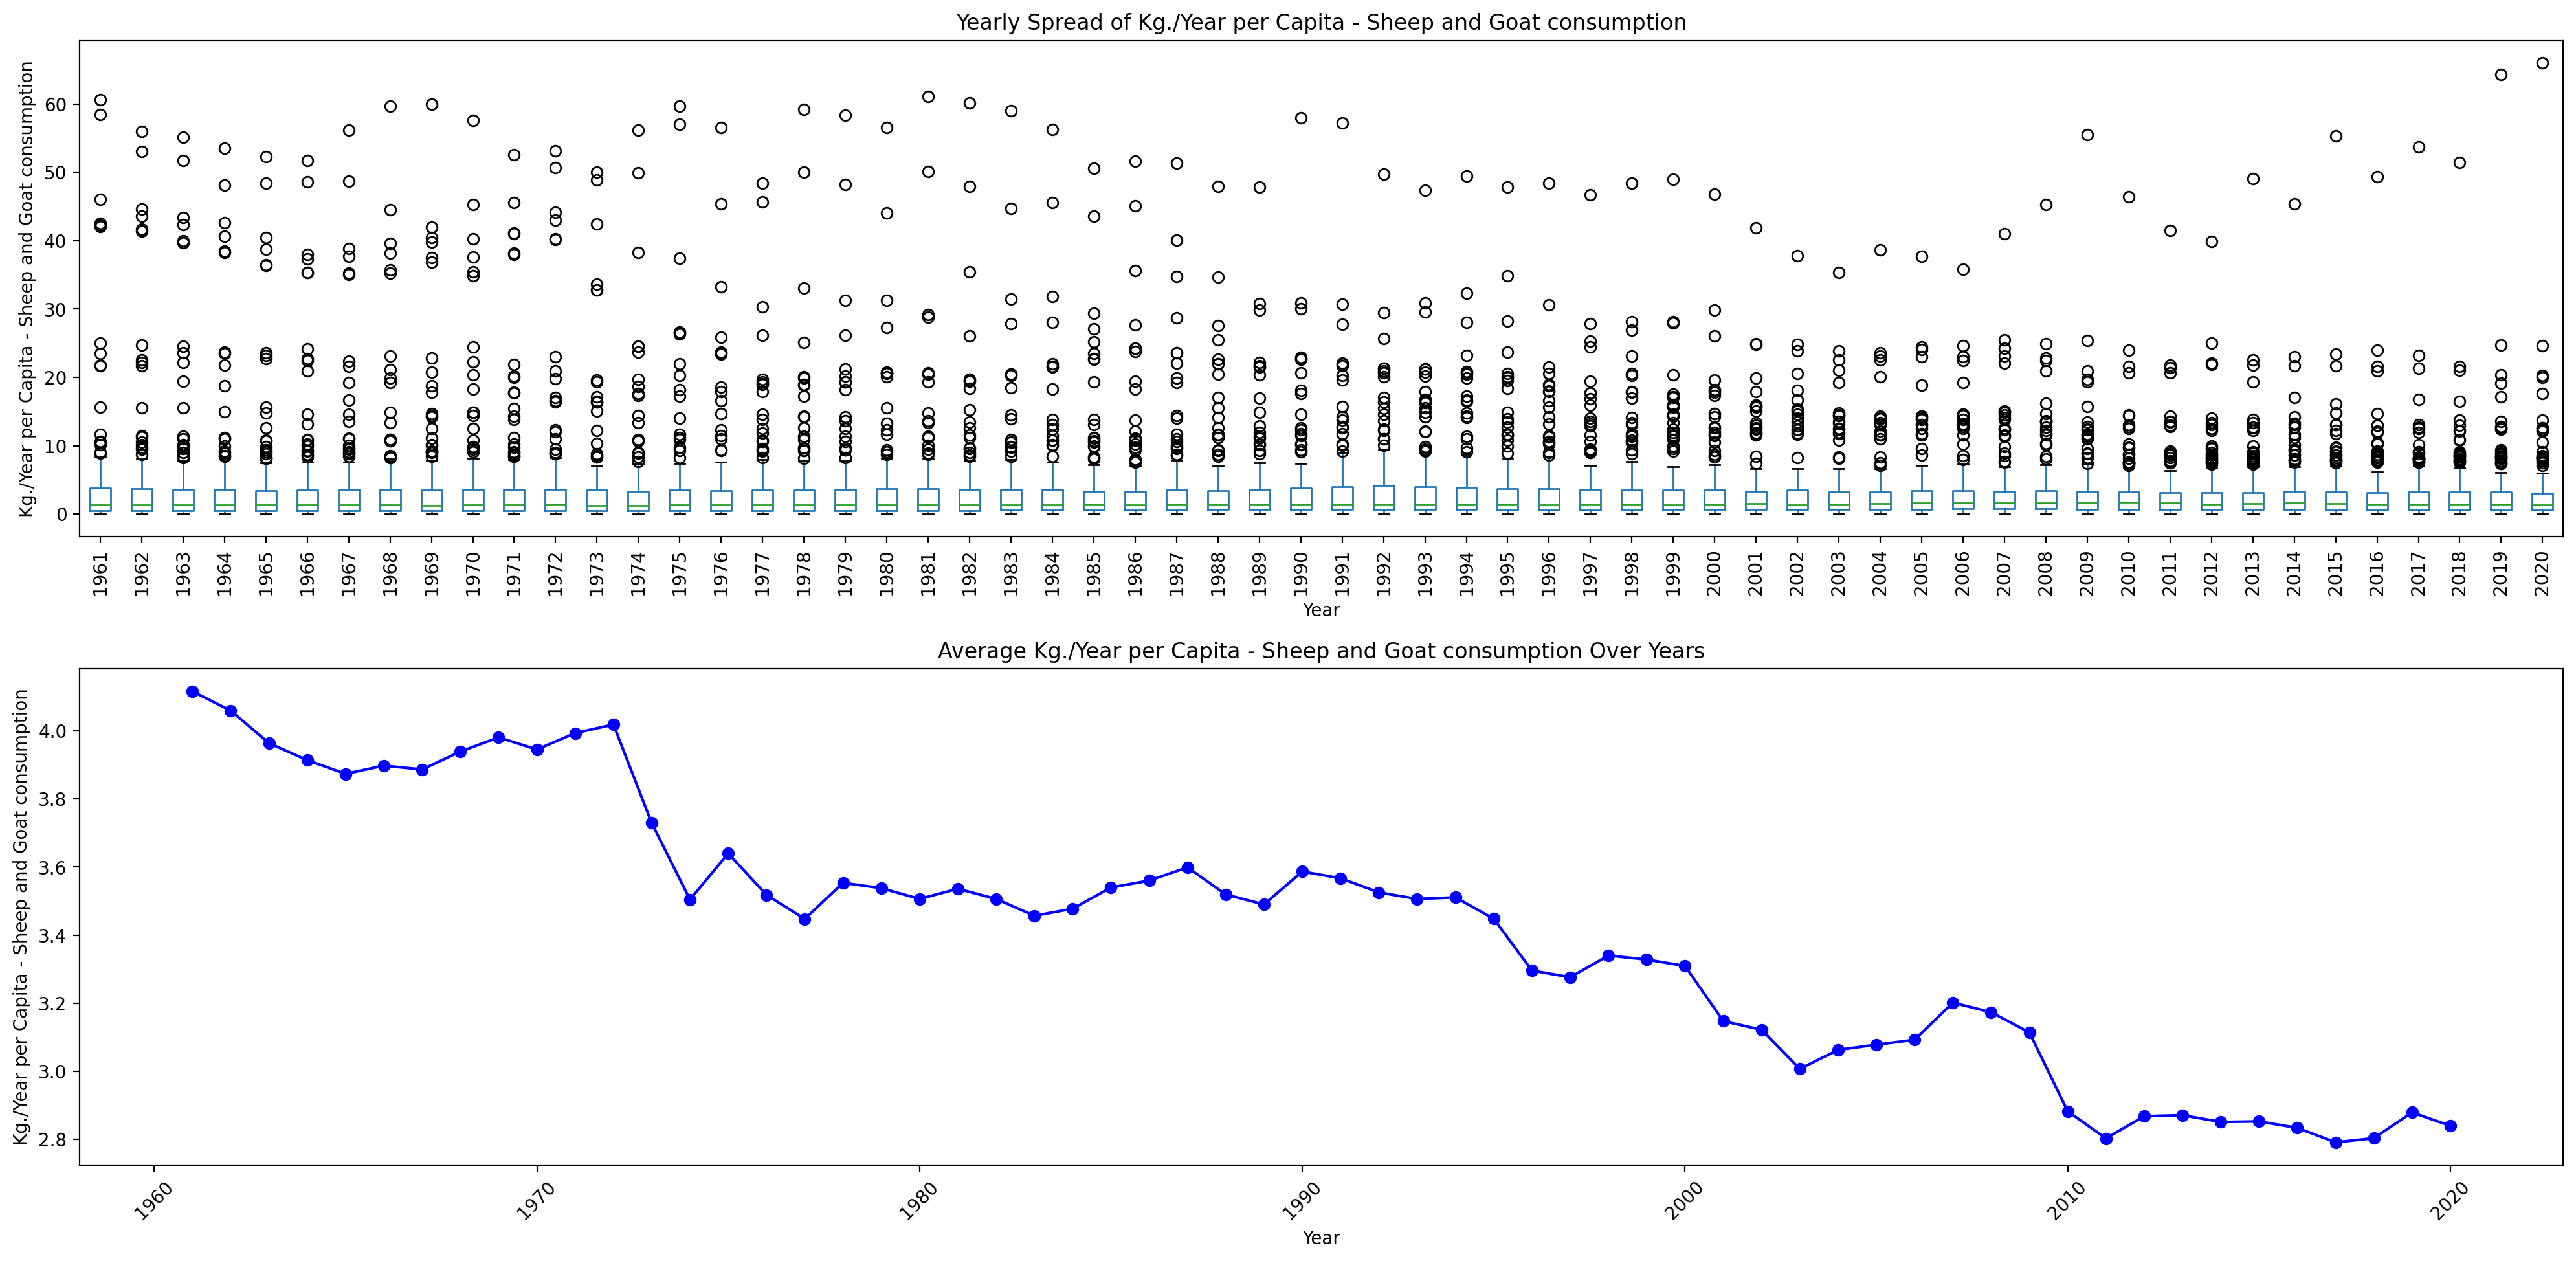 Yearly Spread of Kg./Year per Capita - Sheep and Goat consumption
Kg./Year per Capita - Sheep and Goat consumption
60
50
40
30
20
10
0
1961 1962 1963 1964 1965 1966 1967 1968 1969 1970 1971 1972 1973 1974 1975 1976 1977 1978 1979 1980 1981 1982 1983 1984 1985 1986 1987 1988 1989 1990 1991 1992 1993 1994 1995 1996 1997 1998 1999 2000 2001 2002 2003 2004 2005 2006 2007 2008 2009 2010 2011 2012 2013 2014 2015 2016 2017 2018 2019 2020
Year
Average Kg./Year per Capita - Sheep and Goat consumption Over Years
Kg./Year per Capita - Sheep and Goat consumption
4.0
3.8
3.6
3.4
3.2
3.0
2.8
1960 1970 1980 1990 2000 2010 2020
Year